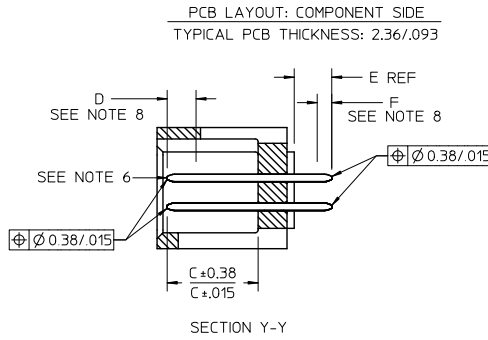 PCB LAYOUT: COMPONENT SIDE
TYPICAL PCB THICKNESS: 2.36/.093
E REF
D
SEE NOTE 8
F
SEE NOTE 8
⌖ Ø 0.38/.015
SEE NOTE 6
⌖ Ø 0.38/.015
C ±0.38
C ±.015
SECTION Y-Y